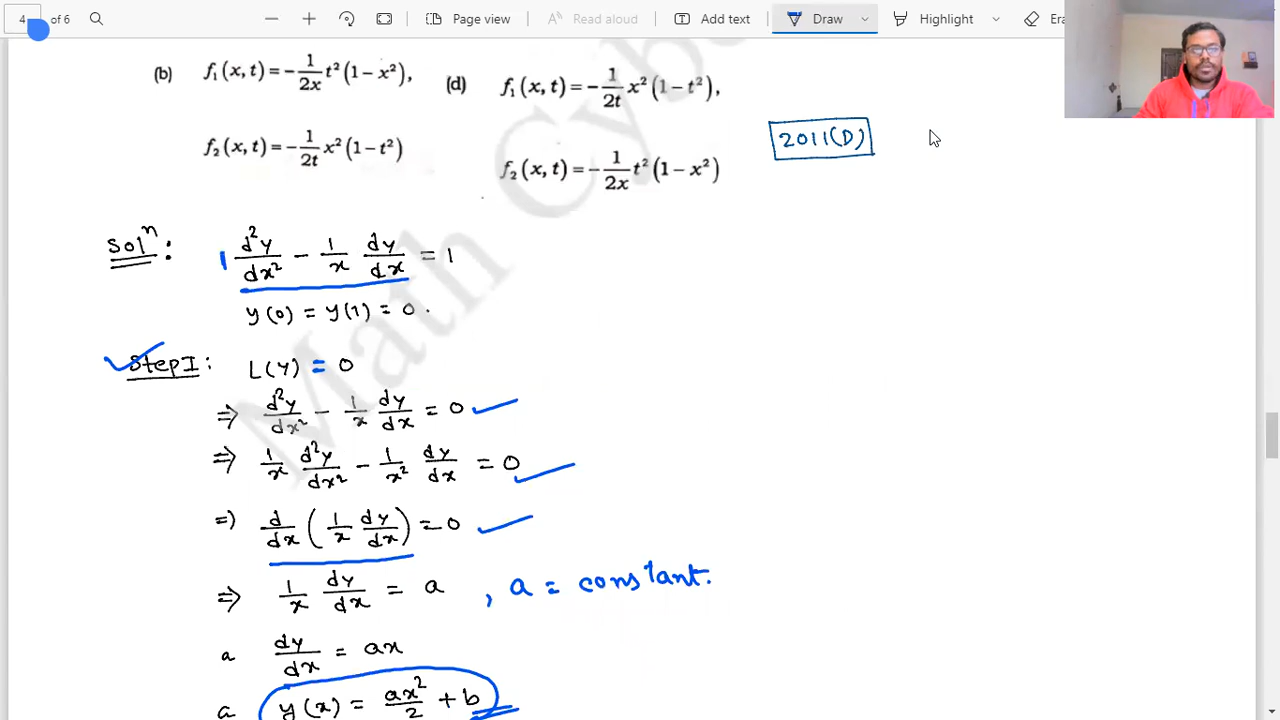 4 of 6 Page view Read aloud Add text Draw Highlight
(b) f₁(x, t) = −1/2x t²(1 − x²), (d) f₁(x, t) = −1/2t x²(1 − t²),
2011(D)
f₂(x, t) = −1/2t x²(1 − t²) f₂(x, t) = −1/2x t²(1 − x²)
Solⁿ: 1 d²y/dx² − 1/x dy/dx = 1
y(0) = y(1) = 0.
Step I: L(Y) = 0
⇒ d²y/dx² − 1/x dy/dx = 0
⇒ 1/x d²y/dx² − 1/x² dy/dx = 0
⇒ d/dx (1/x dy/dx) = 0
⇒ 1/x dy/dx = a , a = constant.
a dy/dx = ax
a y(x) = ax²/2 + b
Math Cybe